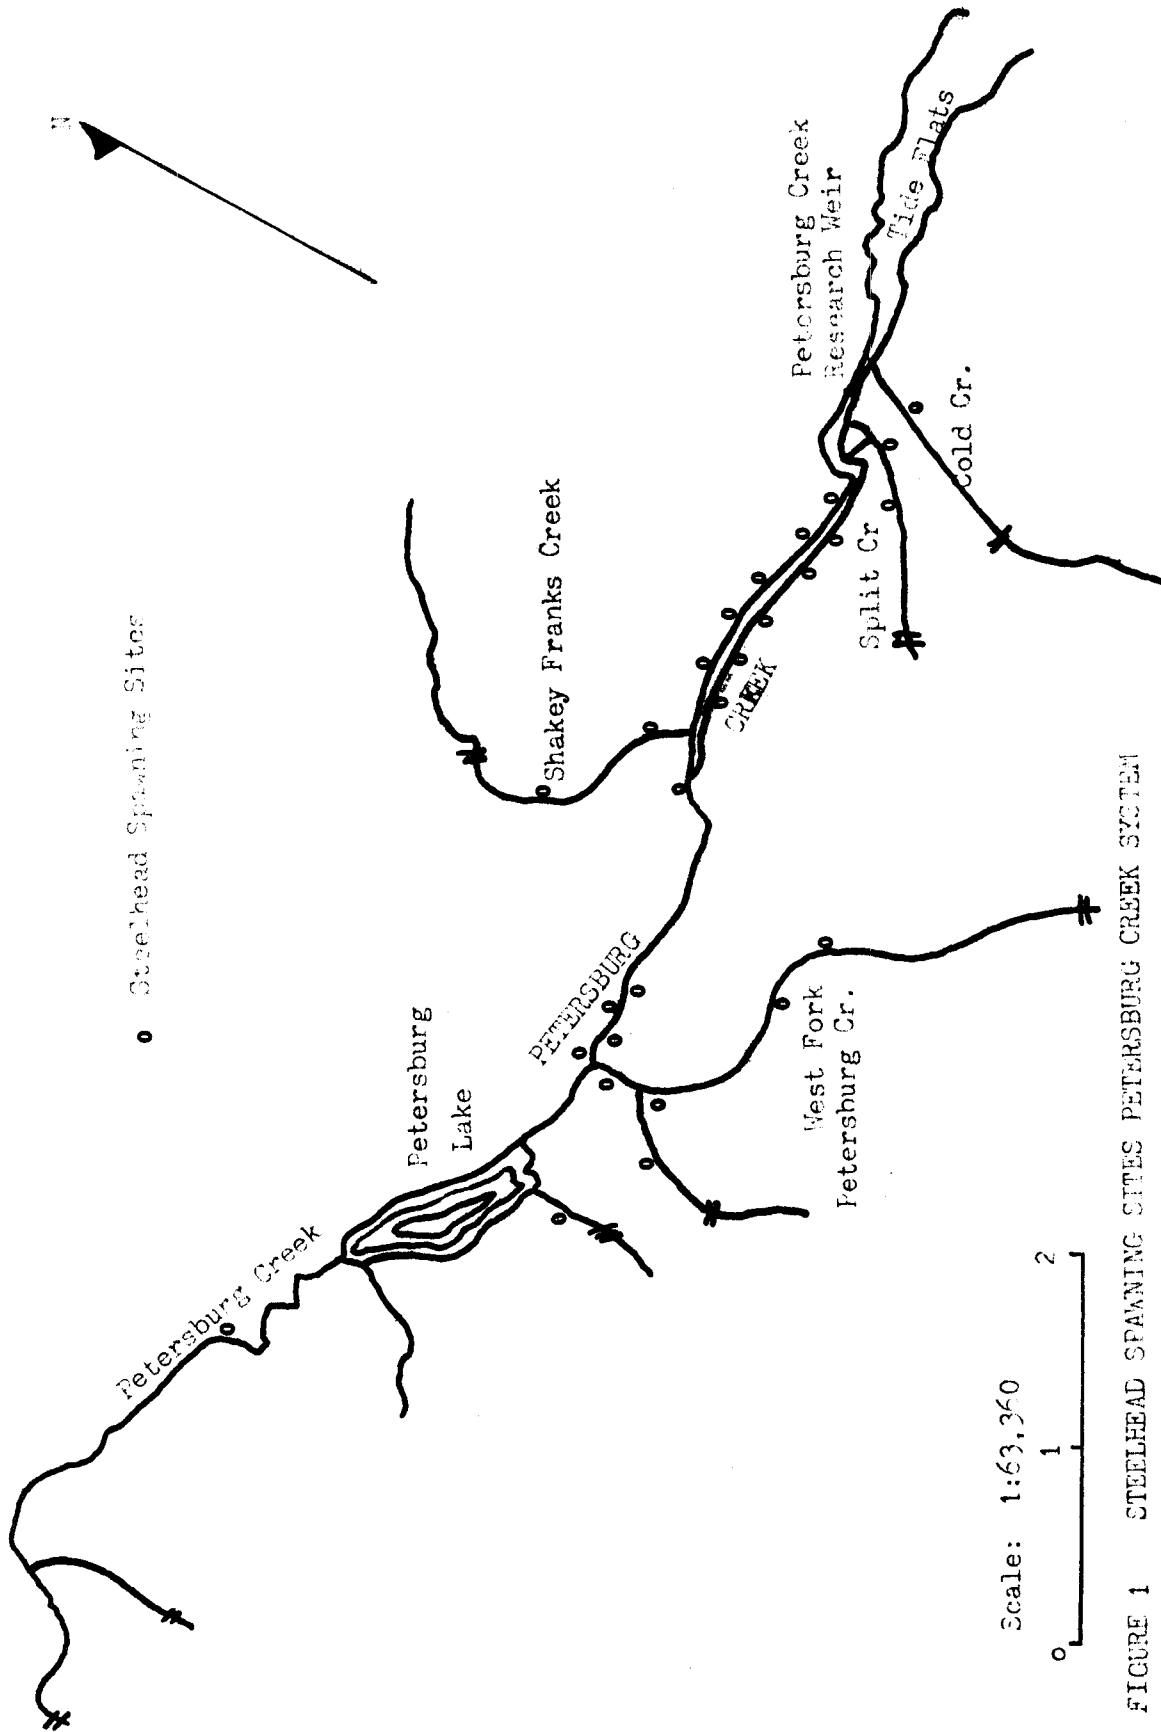 N
o Steelhead Spawning Sites
Petersburg Creek
Petersburg
Lake
PETERSBURG
CREEK
Shakey Franks Creek
Petersburg Creek
Research Weir
Tide Flats
West Fork
Petersburg Cr.
Split Cr
Cold Cr.
Scale: 1:63,360
0 1 2
FIGURE 1 STEELHEAD SPAWNING SITES PETERSBURG CREEK SYSTEM